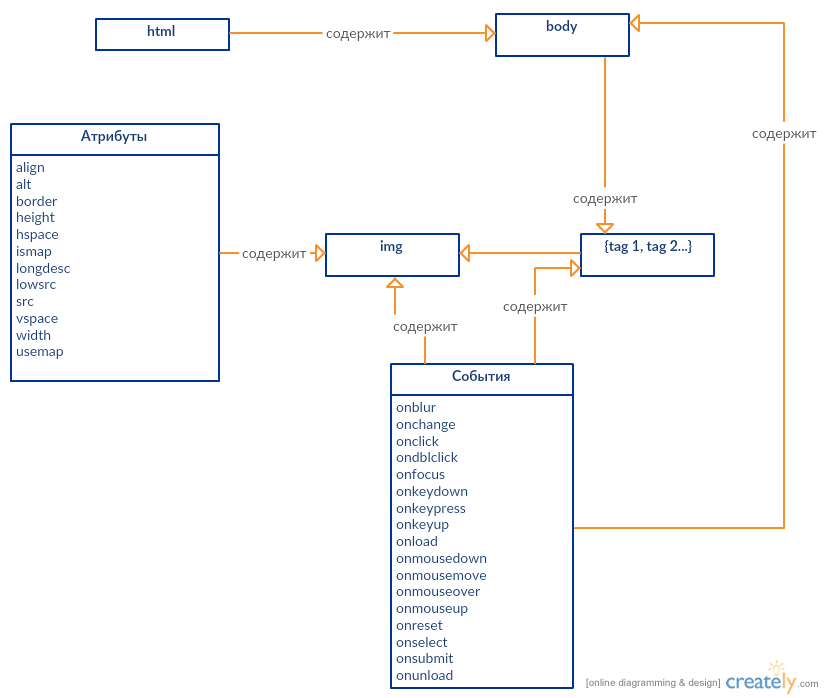 html
содержит
body
содержит
Атрибуты
align
alt
border
height
hspace
ismap
longdesc
lowsrc
src
vspace
width
usemap
содержит
содержит
img
{tag 1, tag 2...}
содержит
содержит
События
onblur
onchange
onclick
ondblclick
onfocus
onkeydown
onkeypress
onkeyup
onload
onmousedown
onmousemove
onmouseover
onmouseup
onreset
onselect
onsubmit
onunload
[online diagramming & design] creately.com